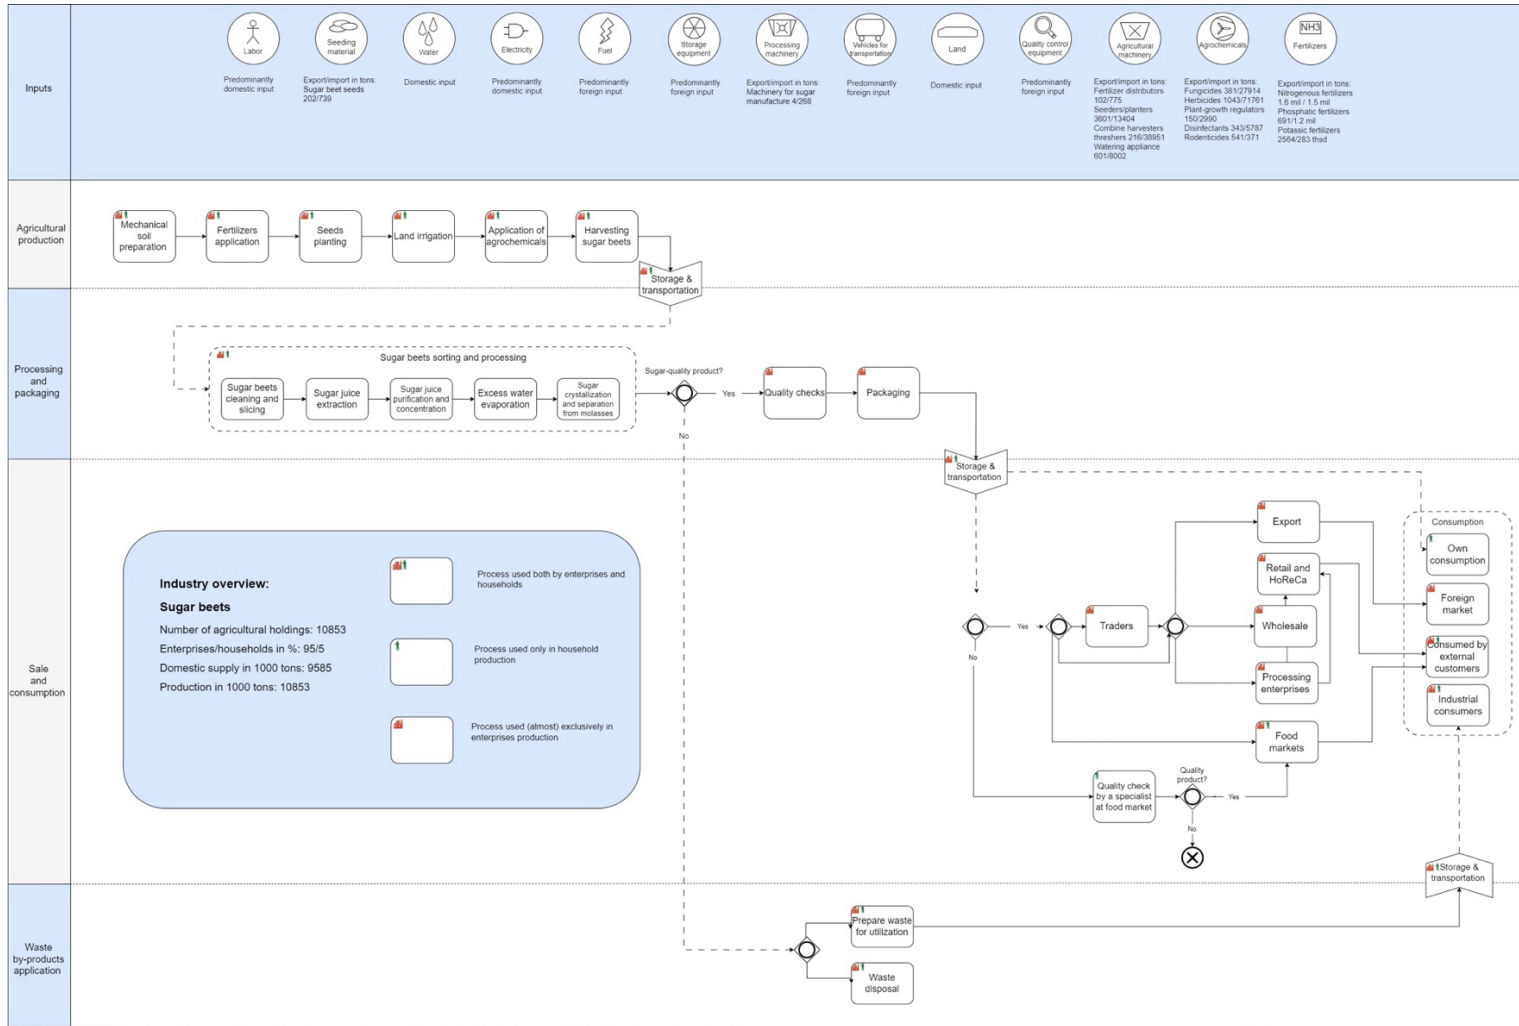 Inputs
Labor
Predominantly
domestic input
Seeding
material
Export/import in tons:
Sugar beet seeds
202/739
Water
Domestic input
Electricity
Predominantly
domestic input
Fuel
Predominantly
foreign input
Storage
equipment
Predominantly
foreign input
Processing
machinery
Export/import in tons:
Machinery for sugar
manufacture 4/268
Vehicles for
transportation
Predominantly
foreign input
Land
Domestic input
Quality control
equipment
Predominantly
foreign input
Agricultural
machinery
Export/import in tons:
Fertilizer distributors
102/775
Seeders/planters
3601/13404
Combine harvesters
threshers 216/38951
Watering appliance
601/8002
Agrochemicals
Export/import in tons:
Fungicides 381/27914
Herbicides 1043/71761
Plant-growth regulators
150/2990
Disinfectants 343/5787
Rodenticides 541/371
NH3
Fertilizers
Export/import in tons:
Nitrogenous fertilizers
1.6 mil / 1.5 mil
Phosphatic fertilizers
691/1.2 mil
Potassic fertilizers
2564/283 thsd
Agricultural
production
Mechanical
soil
preparation
Fertilizers
application
Seeds
planting
Land irrigation
Application of
agrochemicals
Harvesting
sugar beets
Storage &
transportation
Processing
and
packaging
Sugar beets sorting and processing
Sugar beets
cleaning and
slicing
Sugar juice
extraction
Sugar juice
purification and
concentration
Excess water
evaporation
Sugar
crystallization
and separation
from molasses
Sugar-quality product?
Yes
No
Quality checks
Packaging
Storage &
transportation
Sale
and
consumption
Industry overview:
Sugar beets
Number of agricultural holdings: 10853
Enterprises/households in %: 95/5
Domestic supply in 1000 tons: 9585
Production in 1000 tons: 10853
Process used both by enterprises and
households
Process used only in household
production
Process used (almost) exclusively in
enterprises production
Yes
No
Traders
Export
Retail and
HoReCa
Wholesale
Processing
enterprises
Food
markets
Quality check
by a specialist
at food market
Quality
product?
Yes
No
Consumption
Own
consumption
Foreign
market
Consumed by
external
customers
Industrial
consumers
Storage &
transportation
Waste
by-products
application
Prepare waste
for utilization
Waste
disposal